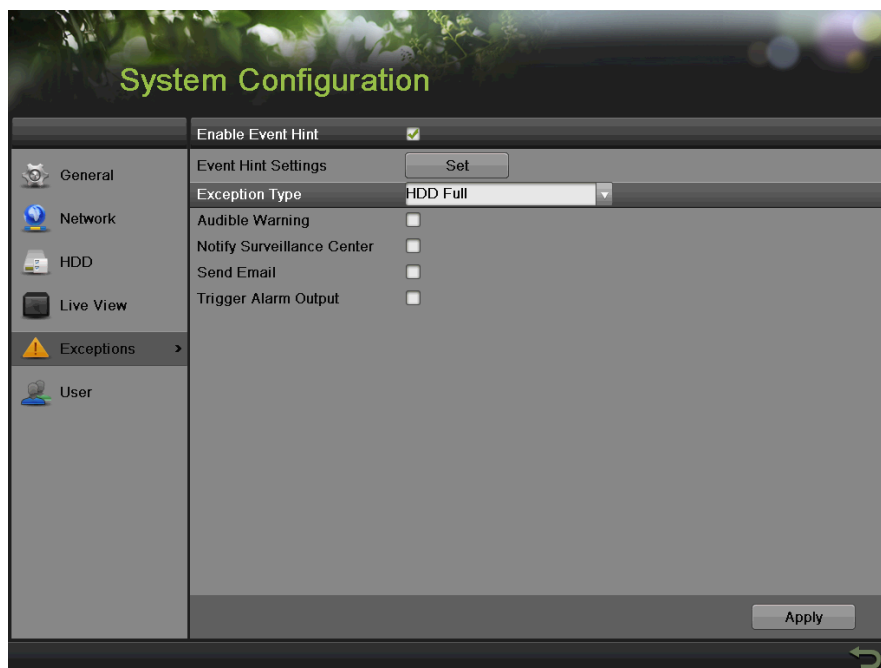 System Configuration
Enable Event Hint
General
Network
HDD
Live View
Exceptions >
User
Event Hint Settings Set
Exception Type HDD Full
Audible Warning
Notify Surveillance Center
Send Email
Trigger Alarm Output
Apply